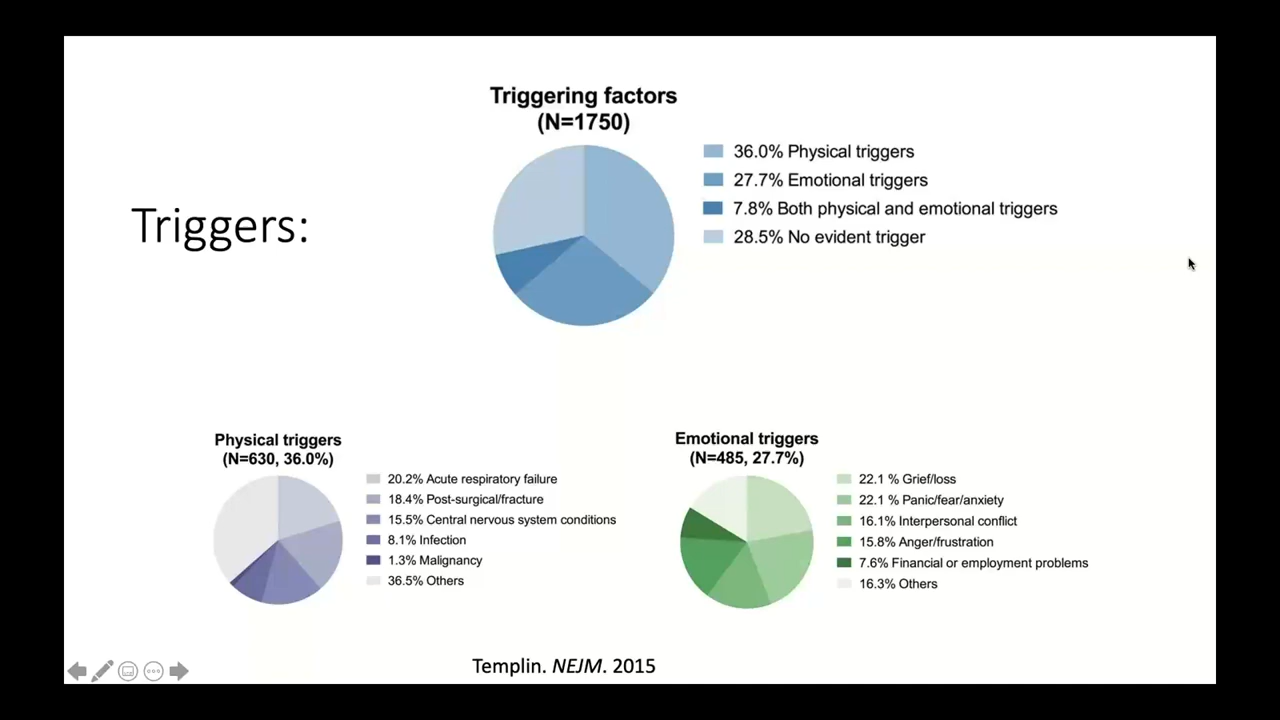 Triggers:
Triggering factors
(N=1750)
36.0% Physical triggers
27.7% Emotional triggers
7.8% Both physical and emotional triggers
28.5% No evident trigger
Physical triggers
(N=630, 36.0%)
20.2% Acute respiratory failure
18.4% Post-surgical/fracture
15.5% Central nervous system conditions
8.1% Infection
1.3% Malignancy
36.5% Others
Emotional triggers
(N=485, 27.7%)
22.1 % Grief/loss
22.1 % Panic/fear/anxiety
16.1% Interpersonal conflict
15.8% Anger/frustration
7.6% Financial or employment problems
16.3% Others
Templin. NEJM. 2015